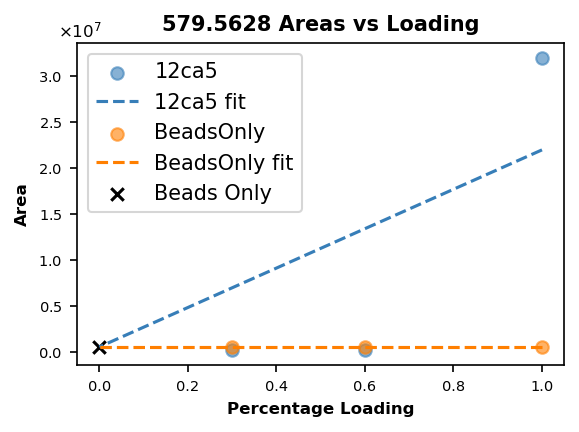 579.5628 Areas vs Loading
×10⁷
12ca5
12ca5 fit
BeadsOnly
BeadsOnly fit
Beads Only
Area
3.0
2.5
2.0
1.5
1.0
0.5
0.0
0.0 0.2 0.4 0.6 0.8 1.0
Percentage Loading